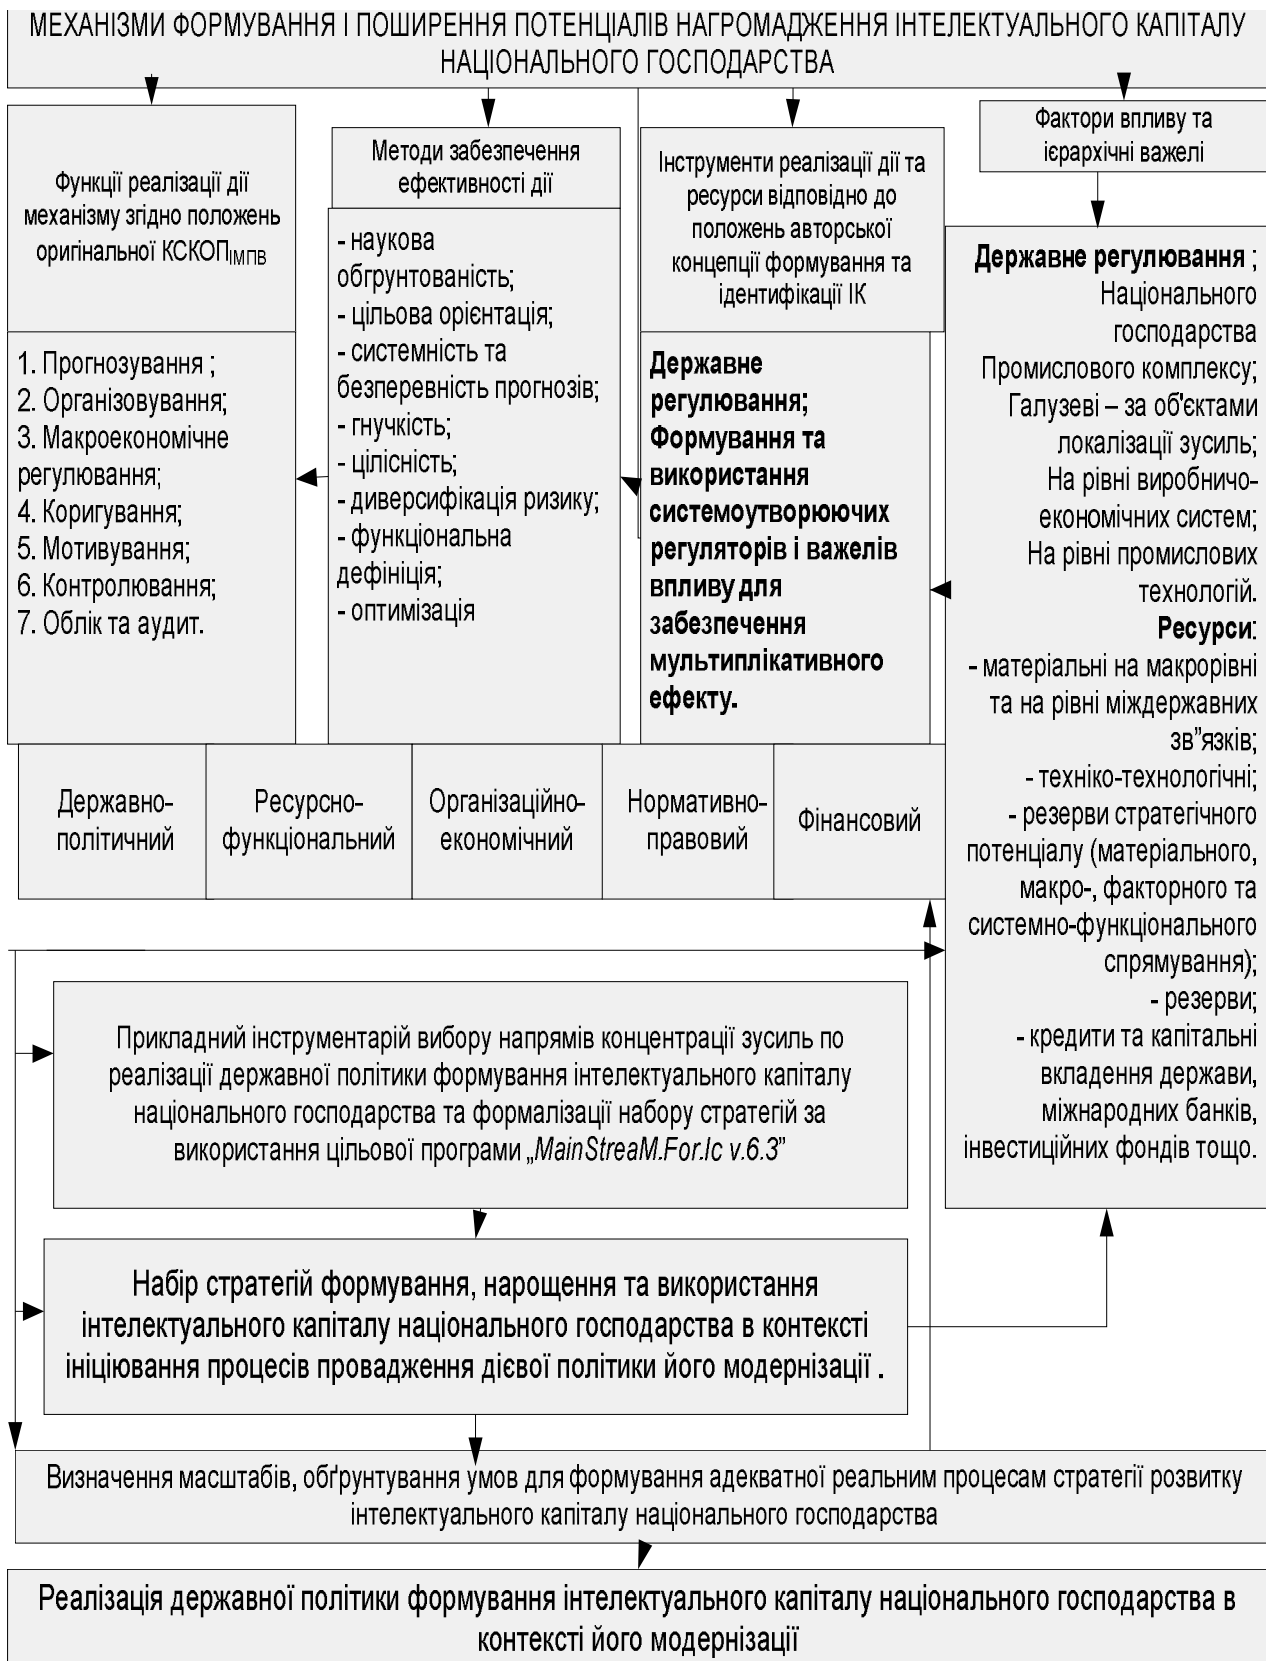 МЕХАНІЗМИ ФОРМУВАННЯ І ПОШИРЕННЯ ПОТЕНЦІАЛІВ НАГРОМАДЖЕННЯ ІНТЕЛЕКТУАЛЬНОГО КАПІТАЛУ
НАЦІОНАЛЬНОГО ГОСПОДАРСТВА
Функції реалізації дії
механізму згідно положень
оригінальної КСКОПІМПВ
1. Прогнозування ;
2. Організовування;
3. Макроекономічне
регулювання;
4. Коригування;
5. Мотивування;
6. Контролювання;
7. Облік та аудит.
Методи забезпечення
ефективності дії
- наукова
обгрунтованість;
- цільова орієнтація;
- системність та
безперевність прогнозів;
- гнучкість;
- цілісність;
- диверсифікація ризику;
- функціональна
дефініція;
- оптимізація
Інструменти реалізації дії та
ресурси відповідно до
положень авторської
концепції формування та
ідентифікації ІК
Державне
регулювання;
Формування та
використання
системоутворюючих
регуляторів і важелів
впливу для
забезпечення
мультиплікативного
ефекту.
Фактори впливу та
ієрархічні важелі
Державне регулювання ;
Національного
господарства
Промислового комплексу;
Галузеві – за об'єктами
локалізації зусиль;
На рівні виробничо-
економічних систем;
На рівні промислових
технологій.
Ресурси:
- матеріальні на макрорівні
та на рівні міждержавних
зв”язків;
- техніко-технологічні;
- резерви стратегічного
потенціалу (матеріального,
макро-, факторного та
системно-функціонального
спрямування);
- резерви;
- кредити та капітальні
вкладення держави,
міжнародних банків,
інвестиційних фондів тощо.
Державно-
політичний
Ресурсно-
функціональний
Організаційно-
економічний
Нормативно-
правовий
Фінансовий
Прикладний інструментарій вибору напрямів концентрації зусиль по
реалізації державної політики формування інтелектуального капіталу
національного господарства та формалізації набору стратегій за
використання цільової програми „MainStreaM.For.Ic v.6.3”
Набір стратегій формування, нарощення та використання
інтелектуального капіталу національного господарства в контексті
ініціювання процесів провадження дієвої політики його модернізації .
Визначення масштабів, обґрунтування умов для формування адекватної реальним процесам стратегії розвитку
інтелектуального капіталу національного господарства
Реалізація державної політики формування інтелектуального капіталу національного господарства в
контексті його модернізації